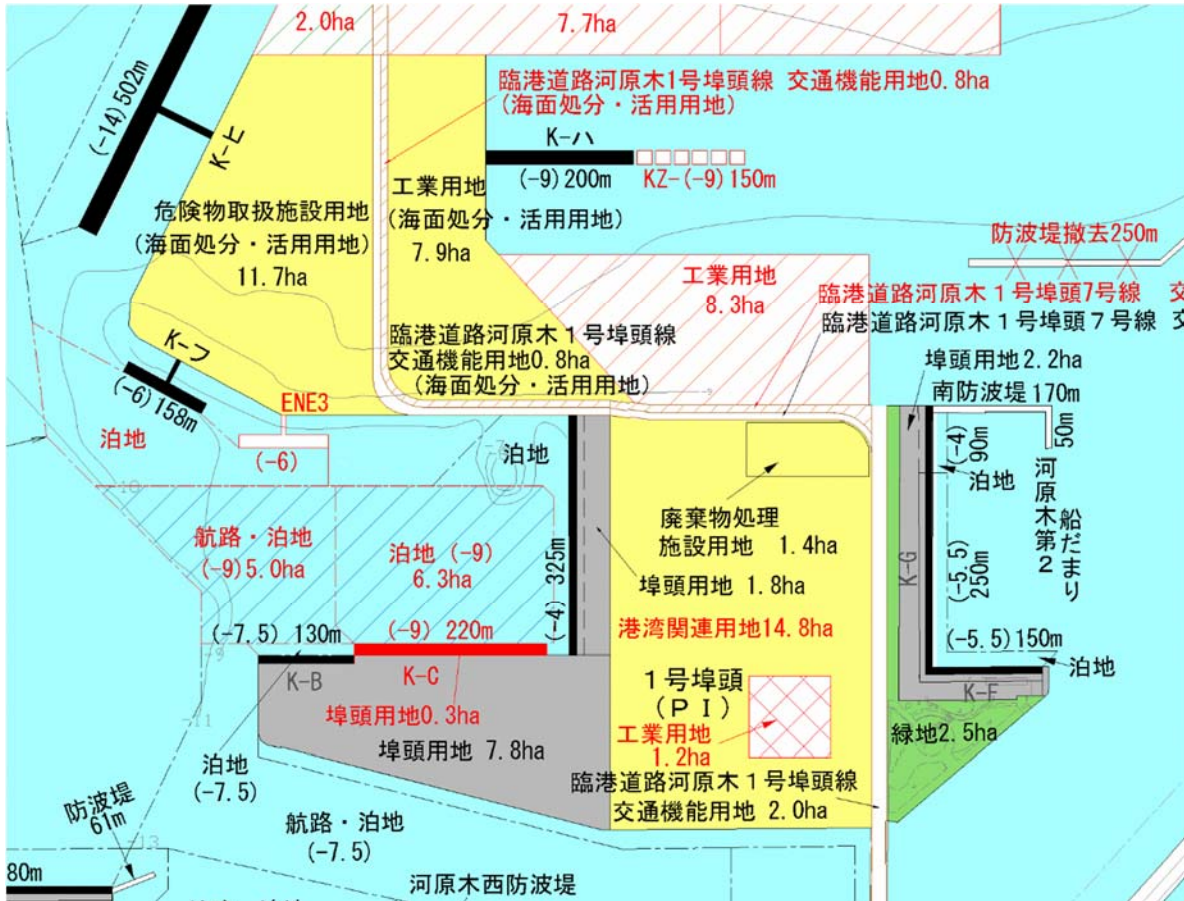 2.0ha
7.7ha
(-14)502m
K-ヒ
臨港道路河原木1号埠頭線 交通機能用地0.8ha
(海面処分・活用用地)
K-ハ
(-9)200m
KZ-(-9)150m
工業用地
(海面処分・活用用地)
7.9ha
危険物取扱施設用地
(海面処分・活用用地)
11.7ha
防波堤撤去250m
工業用地
8.3ha
臨港道路河原木１号埠頭7号線 交
臨港道路河原木１号埠頭７号線 交
臨港道路河原木１号埠頭線
交通機能用地0.8ha
(海面処分・活用用地)
K-フ
(-6)158m
ENE3
(-6)
泊地
泊地
埠頭用地2.2ha
南防波堤 170m
50m
(-4)
90m
泊地
河原木第２
船だまり
(-5.5)
250m
K-G
(-5.5)150m
泊地
K-F
緑地2.5ha
廃棄物処理
施設用地 1.4ha
埠頭用地 1.8ha
港湾関連用地14.8ha
航路・泊地
(-9)5.0ha
泊地(-9)
6.3ha
(-4) 325m
(-7.5) 130m
(-9) 220m
K-B
K-C
埠頭用地0.3ha
埠頭用地 7.8ha
１号埠頭
(ＰＩ)
工業用地
1.2ha
臨港道路河原木１号埠頭線
交通機能用地 2.0ha
泊地
(-7.5)
防波堤
61m
航路・泊地
(-7.5)
80m
河原木西防波堤
-10
-9
-11
-13